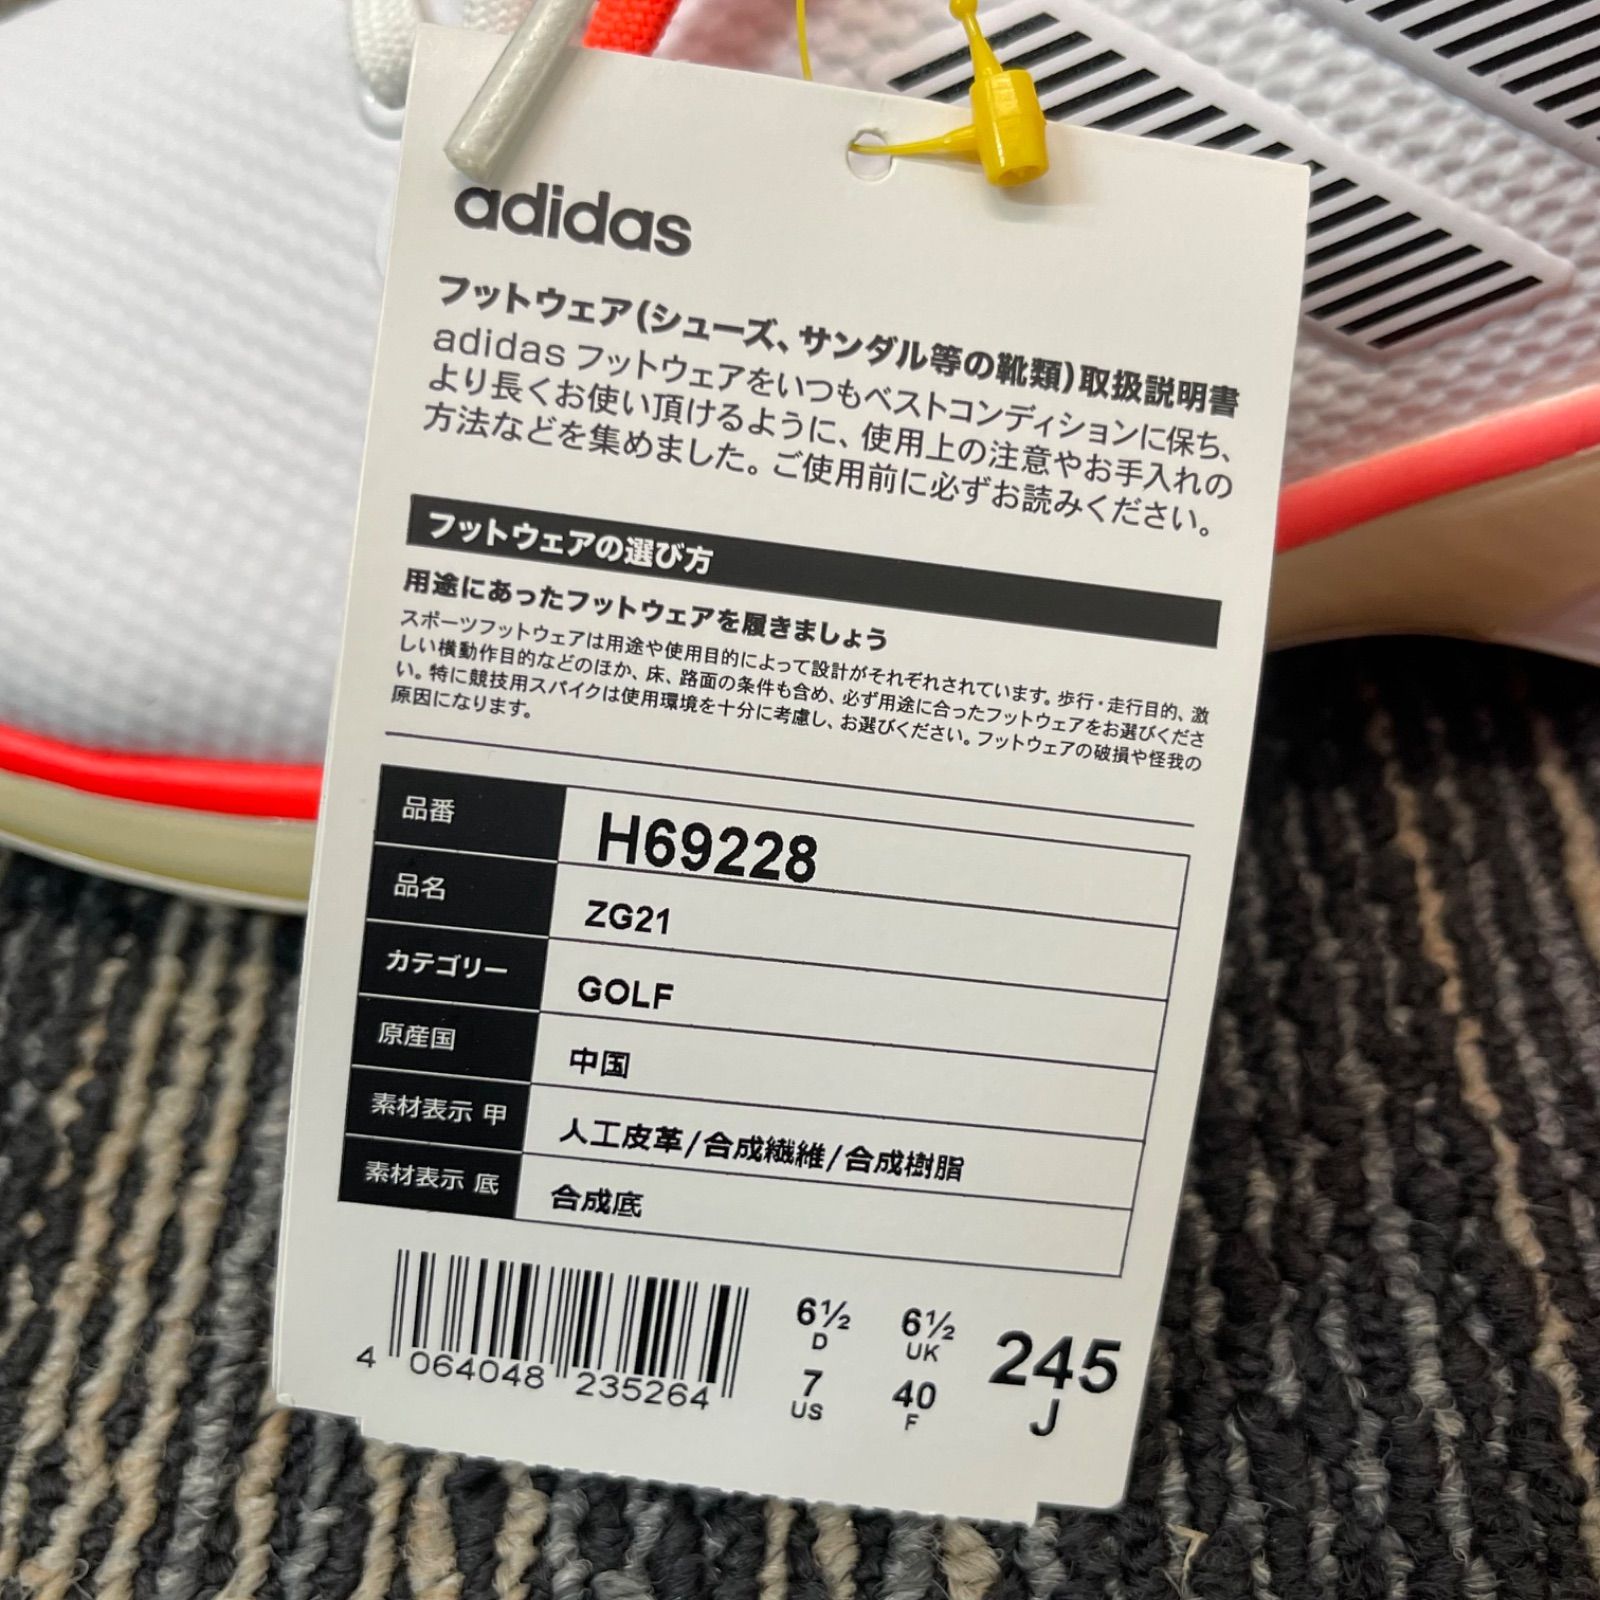 adidas
フットウェア(シューズ、サンダル等の靴類)取扱説明書
adidas フットウェアをいつもベストコンディションに保ち、
より長くお使い頂けるように、使用上の注意やお手入れの
方法などを集めました。ご使用前に必ずお読みください。
フットウェアの選び方
用途にあったフットウェアを履きましょう
スポーツフットウェアは用途や使用目的によって設計がそれぞれされています。歩行・走行目的、激
しい横動作目的などのほか、床、路面の条件も含め、必ず用途に合ったフットウェアをお選びくださ
い。特に競技用スパイクは使用環境を十分に考慮し、お選びください。フットウェアの破損や怪我の
原因になります。
品番 H69228
品名 ZG21
カテゴリー GOLF
原産国 中国
素材表示 甲 人工皮革/合成繊維/合成樹脂
素材表示 底 合成底
4 064048 235264
6½ D
6½ UK
7 US
40 F
245 J